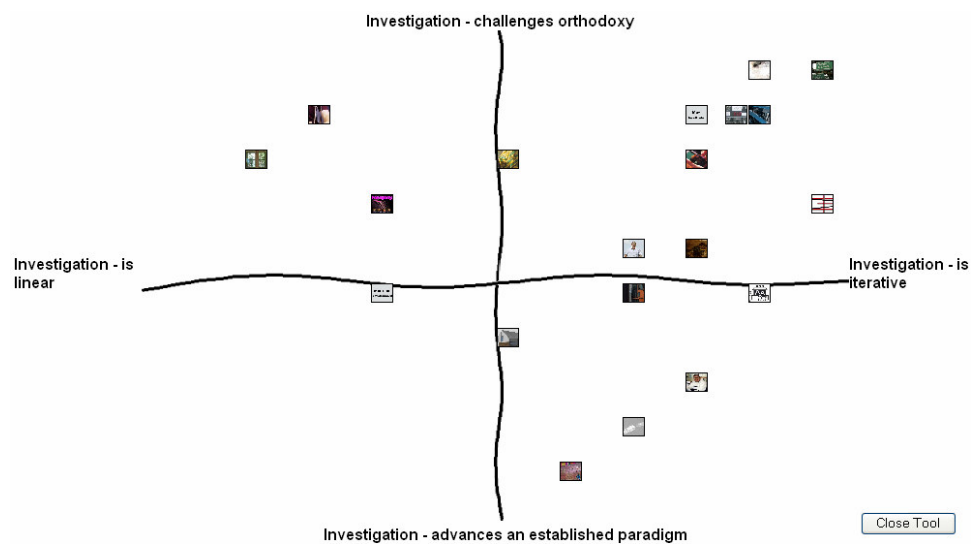 Investigation - challenges orthodoxy
Investigation - is
linear
Investigation - is
iterative
Investigation - advances an established paradigm
Close Tool